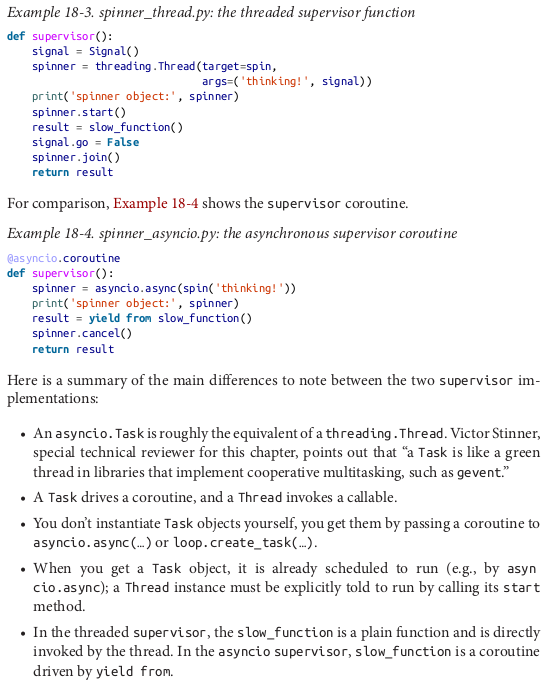 Example 18-3. spinner_thread.py: the threaded supervisor function
def supervisor():
    signal = Signal()
    spinner = threading.Thread(target=spin,
                               args=('thinking!', signal))
    print('spinner object:', spinner)
    spinner.start()
    result = slow_function()
    signal.go = False
    spinner.join()
    return result
For comparison, Example 18-4 shows the supervisor coroutine.
Example 18-4. spinner_asyncio.py: the asynchronous supervisor coroutine
@asyncio.coroutine
def supervisor():
    spinner = asyncio.async(spin('thinking!'))
    print('spinner object:', spinner)
    result = yield from slow_function()
    spinner.cancel()
    return result
Here is a summary of the main differences to note between the two supervisor im‐
plementations:
• An asyncio.Task is roughly the equivalent of a threading.Thread. Victor Stinner,
special technical reviewer for this chapter, points out that “a Task is like a green
thread in libraries that implement cooperative multitasking, such as gevent.”
• A Task drives a coroutine, and a Thread invokes a callable.
• You don’t instantiate Task objects yourself, you get them by passing a coroutine to
asyncio.async(…) or loop.create_task(…).
• When you get a Task object, it is already scheduled to run (e.g., by asyn
cio.async); a Thread instance must be explicitly told to run by calling its start
method.
• In the threaded supervisor, the slow_function is a plain function and is directly
invoked by the thread. In the asyncio supervisor, slow_function is a coroutine
driven by yield from.